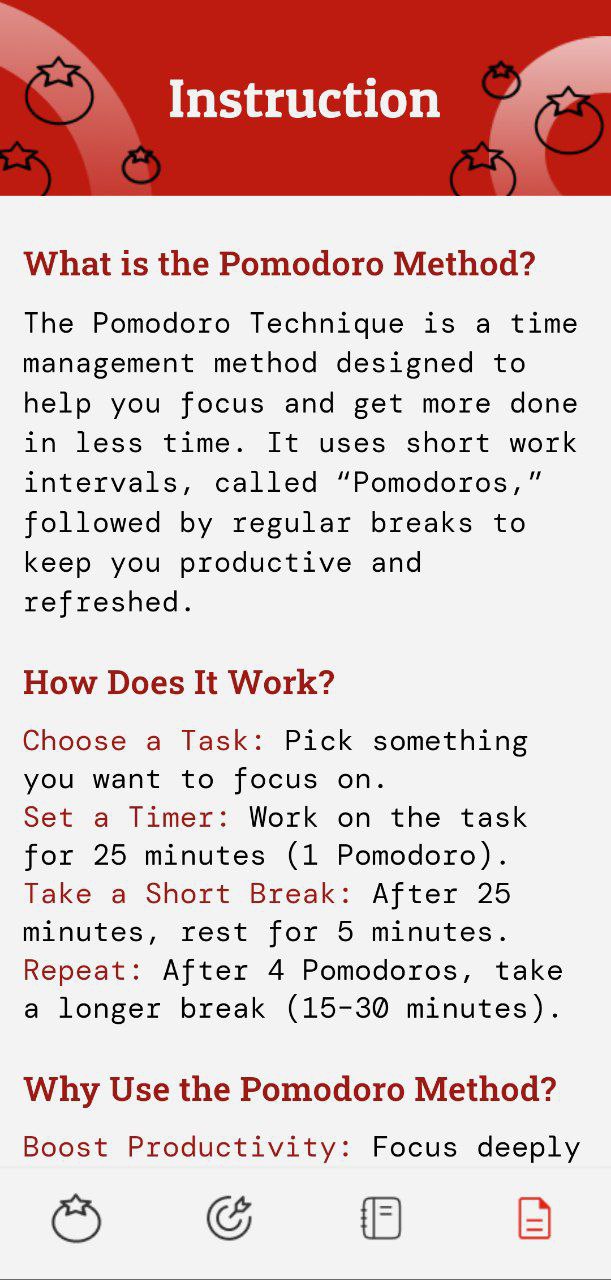 Instruction
What is the Pomodoro Method?
The Pomodoro Technique is a time
management method designed to
help you focus and get more done
in less time. It uses short work
intervals, called “Pomodoros,”
followed by regular breaks to
keep you productive and
refreshed.
How Does It Work?
Choose a Task: Pick something
you want to focus on.
Set a Timer: Work on the task
for 25 minutes (1 Pomodoro).
Take a Short Break: After 25
minutes, rest for 5 minutes.
Repeat: After 4 Pomodoros, take
a longer break (15-30 minutes).
Why Use the Pomodoro Method?
Boost Productivity: Focus deeply